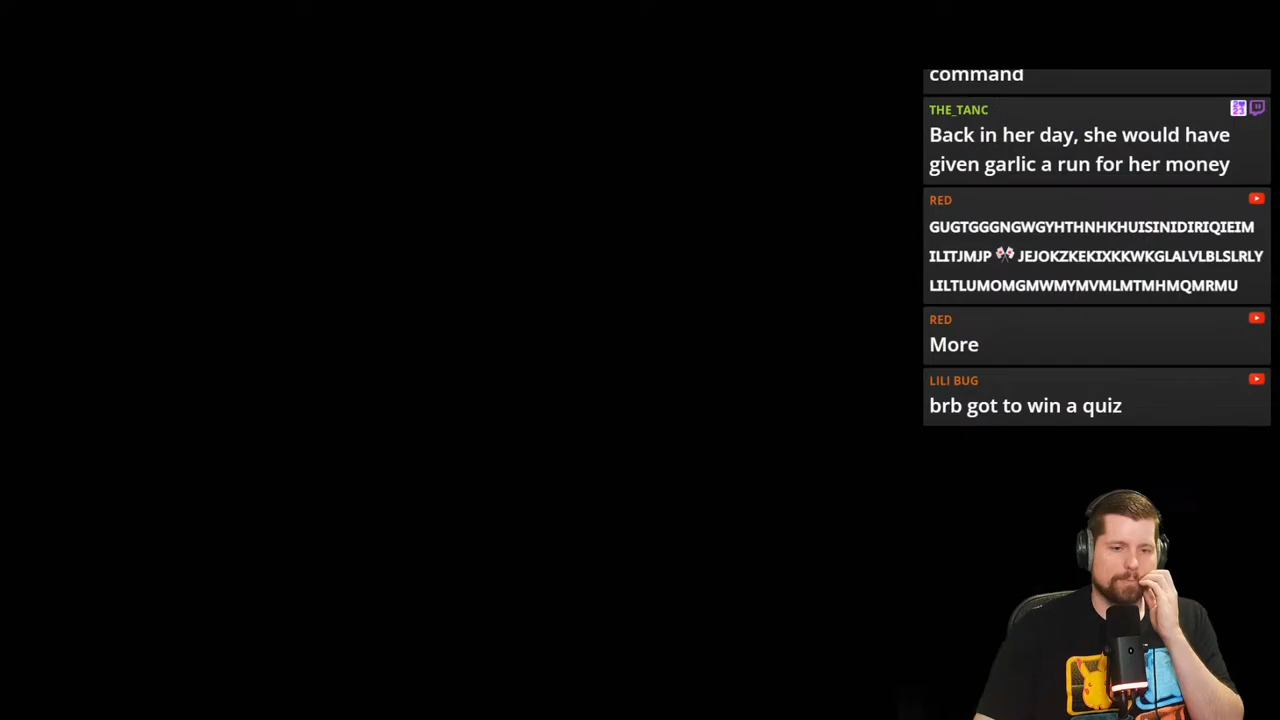 command
THE_TANC
Back in her day, she would have
given garlic a run for her money
RED
GUGTGGGNGWGYHTHNHKHUISINIDIRIQIEIM
ILITJMJP 🎌 JEJOKZKEKIXKKWKGLALVLBLSLRLY
LILTLUMOMGMWMYMVMLMTMHMQMRMU
RED
More
LILI BUG
brb got to win a quiz